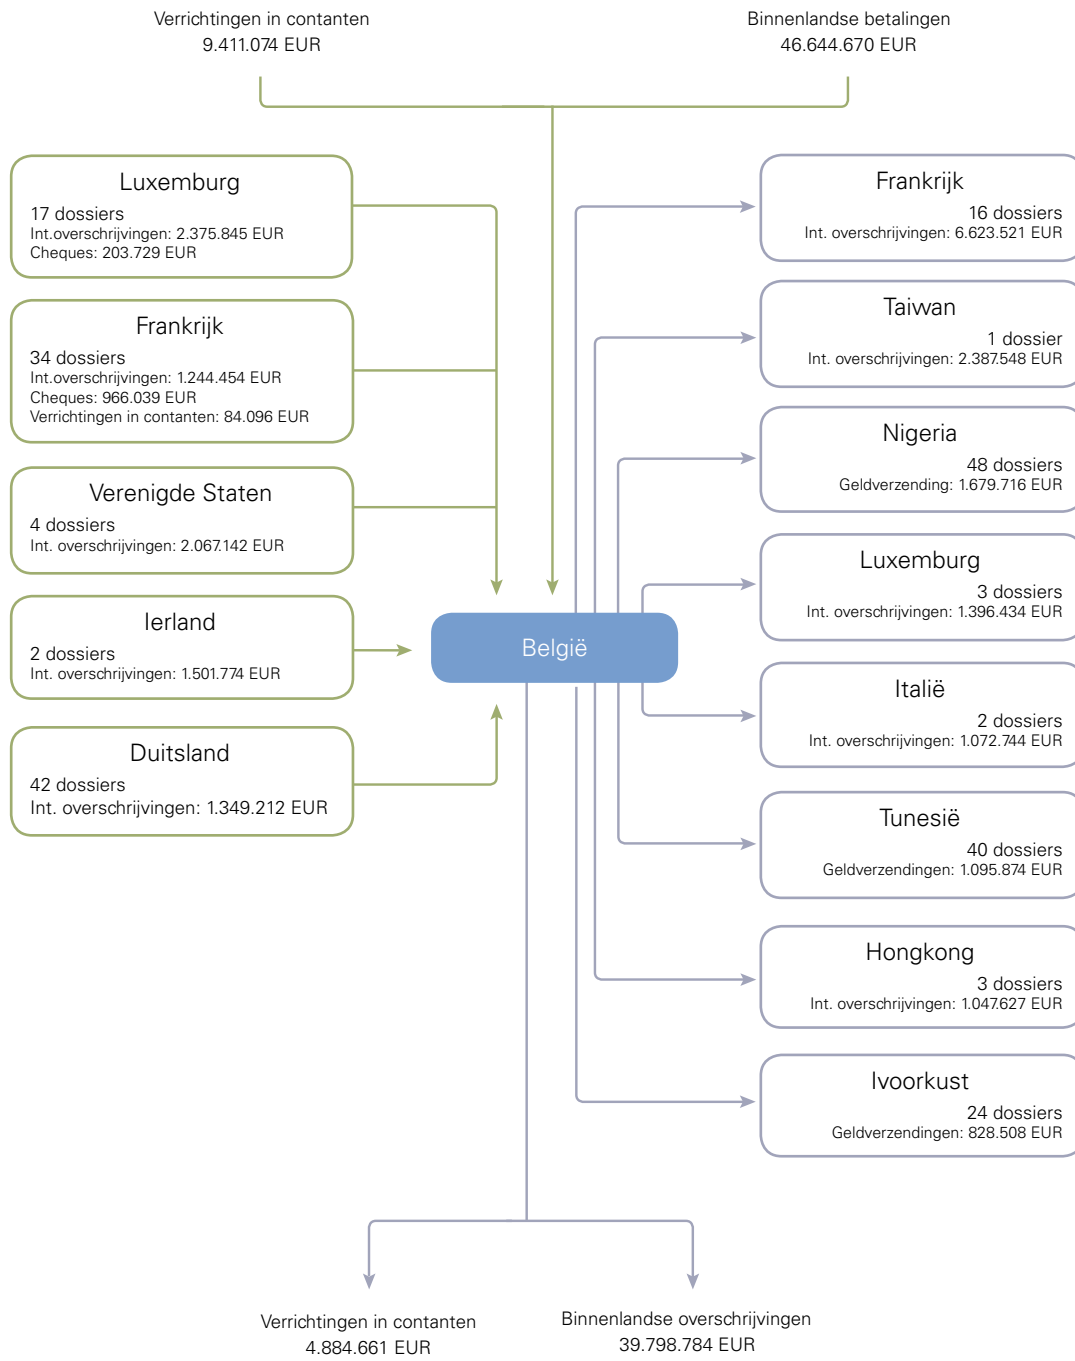 Verrichtingen in contanten
9.411.074 EUR
Binnenlandse betalingen
46.644.670 EUR
Luxemburg
17 dossiers
Int.overschrijvingen: 2.375.845 EUR
Cheques: 203.729 EUR
Frankrijk
34 dossiers
Int.overschrijvingen: 1.244.454 EUR
Cheques: 966.039 EUR
Verrichtingen in contanten: 84.096 EUR
Verenigde Staten
4 dossiers
Int. overschrijvingen: 2.067.142 EUR
Ierland
2 dossiers
Int. overschrijvingen: 1.501.774 EUR
Duitsland
42 dossiers
Int. overschrijvingen: 1.349.212 EUR
België
Frankrijk
16 dossiers
Int. overschrijvingen: 6.623.521 EUR
Taiwan
1 dossier
Int. overschrijvingen: 2.387.548 EUR
Nigeria
48 dossiers
Geldverzending: 1.679.716 EUR
Luxemburg
3 dossiers
Int. overschrijvingen: 1.396.434 EUR
Italië
2 dossiers
Int. overschrijvingen: 1.072.744 EUR
Tunesië
40 dossiers
Geldverzendingen: 1.095.874 EUR
Hongkong
3 dossiers
Int. overschrijvingen: 1.047.627 EUR
Ivoorkust
24 dossiers
Geldverzendingen: 828.508 EUR
Verrichtingen in contanten
4.884.661 EUR
Binnenlandse overschrijvingen
39.798.784 EUR